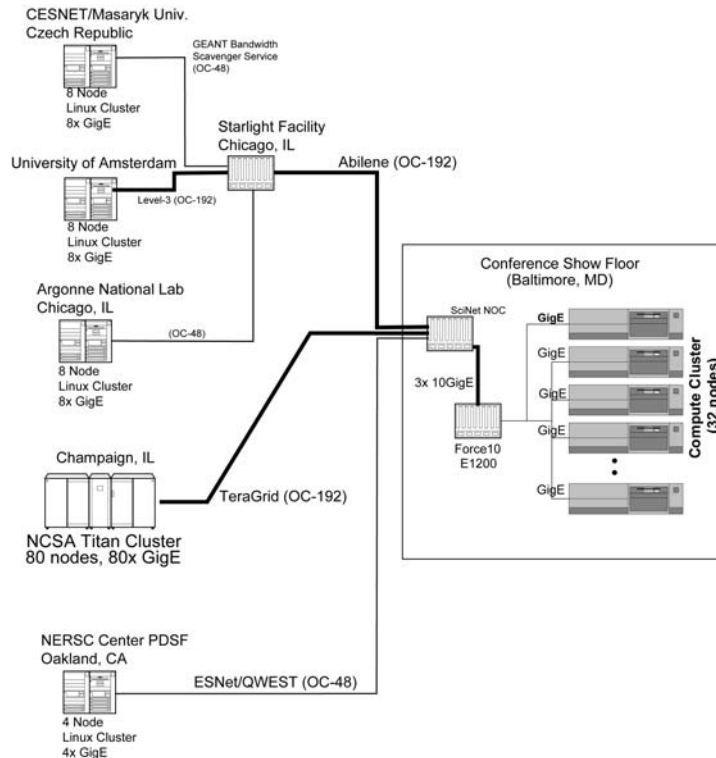 CESNET/Masaryk Univ.
Czech Republic
GEANT Bandwidth
Scavenger Service
(OC-48)
8 Node
Linux Cluster
8x GigE
Starlight Facility
Chicago, IL
Abilene (OC-192)
University of Amsterdam
Level-3 (OC-192)
8 Node
Linux Cluster
8x GigE
Argonne National Lab
Chicago, IL
(OC-48)
8 Node
Linux Cluster
8x GigE
Conference Show Floor
(Baltimore, MD)
SciNet NOC
3x 10GigE
Force10
E1200
GigE
GigE
GigE
GigE
GigE
Compute Cluster
(32 nodes)
Champaign, IL
TeraGrid (OC-192)
NCSA Titan Cluster
80 nodes, 80x GigE
NERSC Center PDSF
Oakland, CA
ESNet/QWEST (OC-48)
4 Node
Linux Cluster
4x GigE